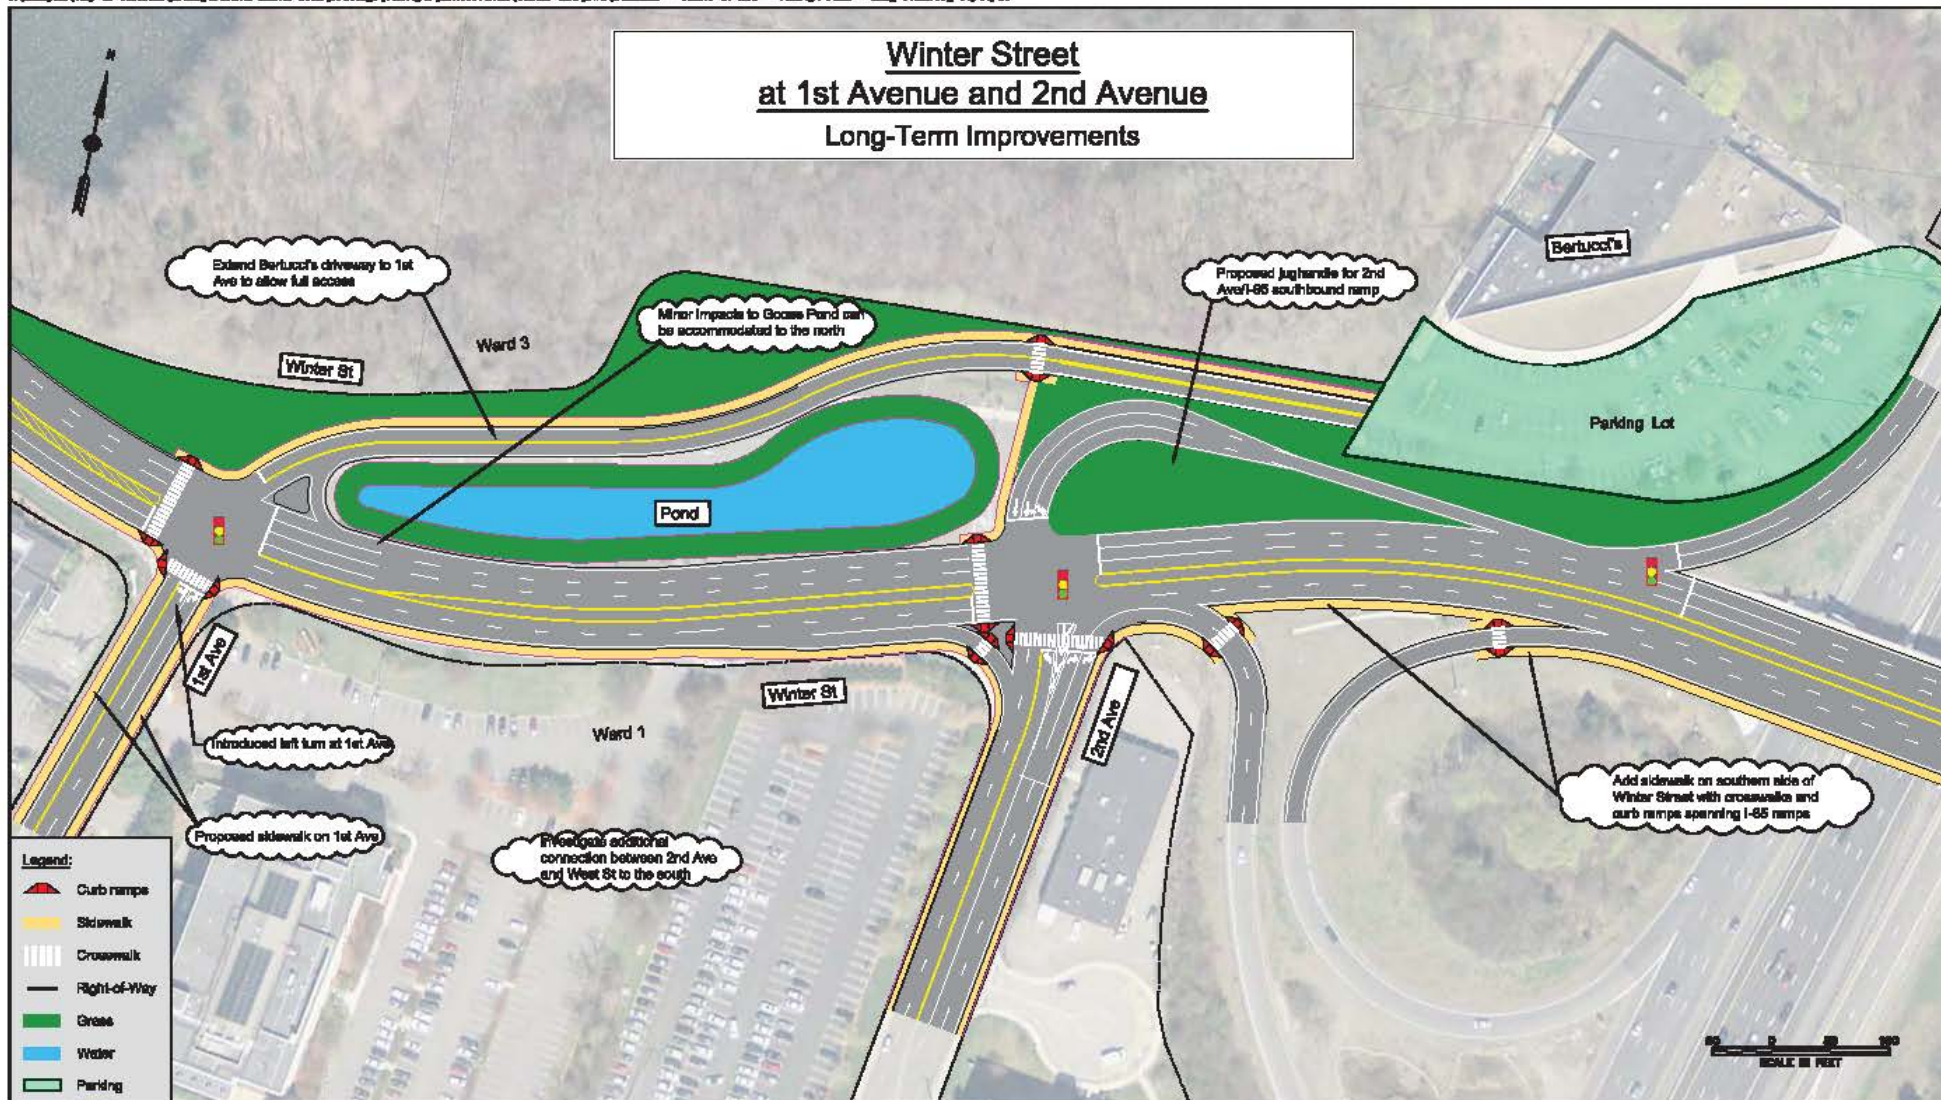 Winter Street
at 1st Avenue and 2nd Avenue
Long-Term Improvements
N
Bertucci's
Extend Bertucci's driveway to 1st
Ave to allow full access
Proposed jughandle for 2nd
Ave/I-95 southbound ramp
Minor impacts to Goose Pond can
be accommodated to the north
Ward 3
Winter St
Parking Lot
Pond
1st Ave
Winter St
2nd Ave
Ward 1
Introduced left turn at 1st Ave
Add sidewalk on southern side of
Winter Street with crosswalks and
curb ramps spanning I-95 ramps
Proposed sidewalk on 1st Ave
Investigate additional
connection between 2nd Ave
and West St to the south
Legend:
Curb ramps
Sidewalk
Crosswalk
Right-of-Way
Grass
Water
Parking
0
100
SCALE IN FEET